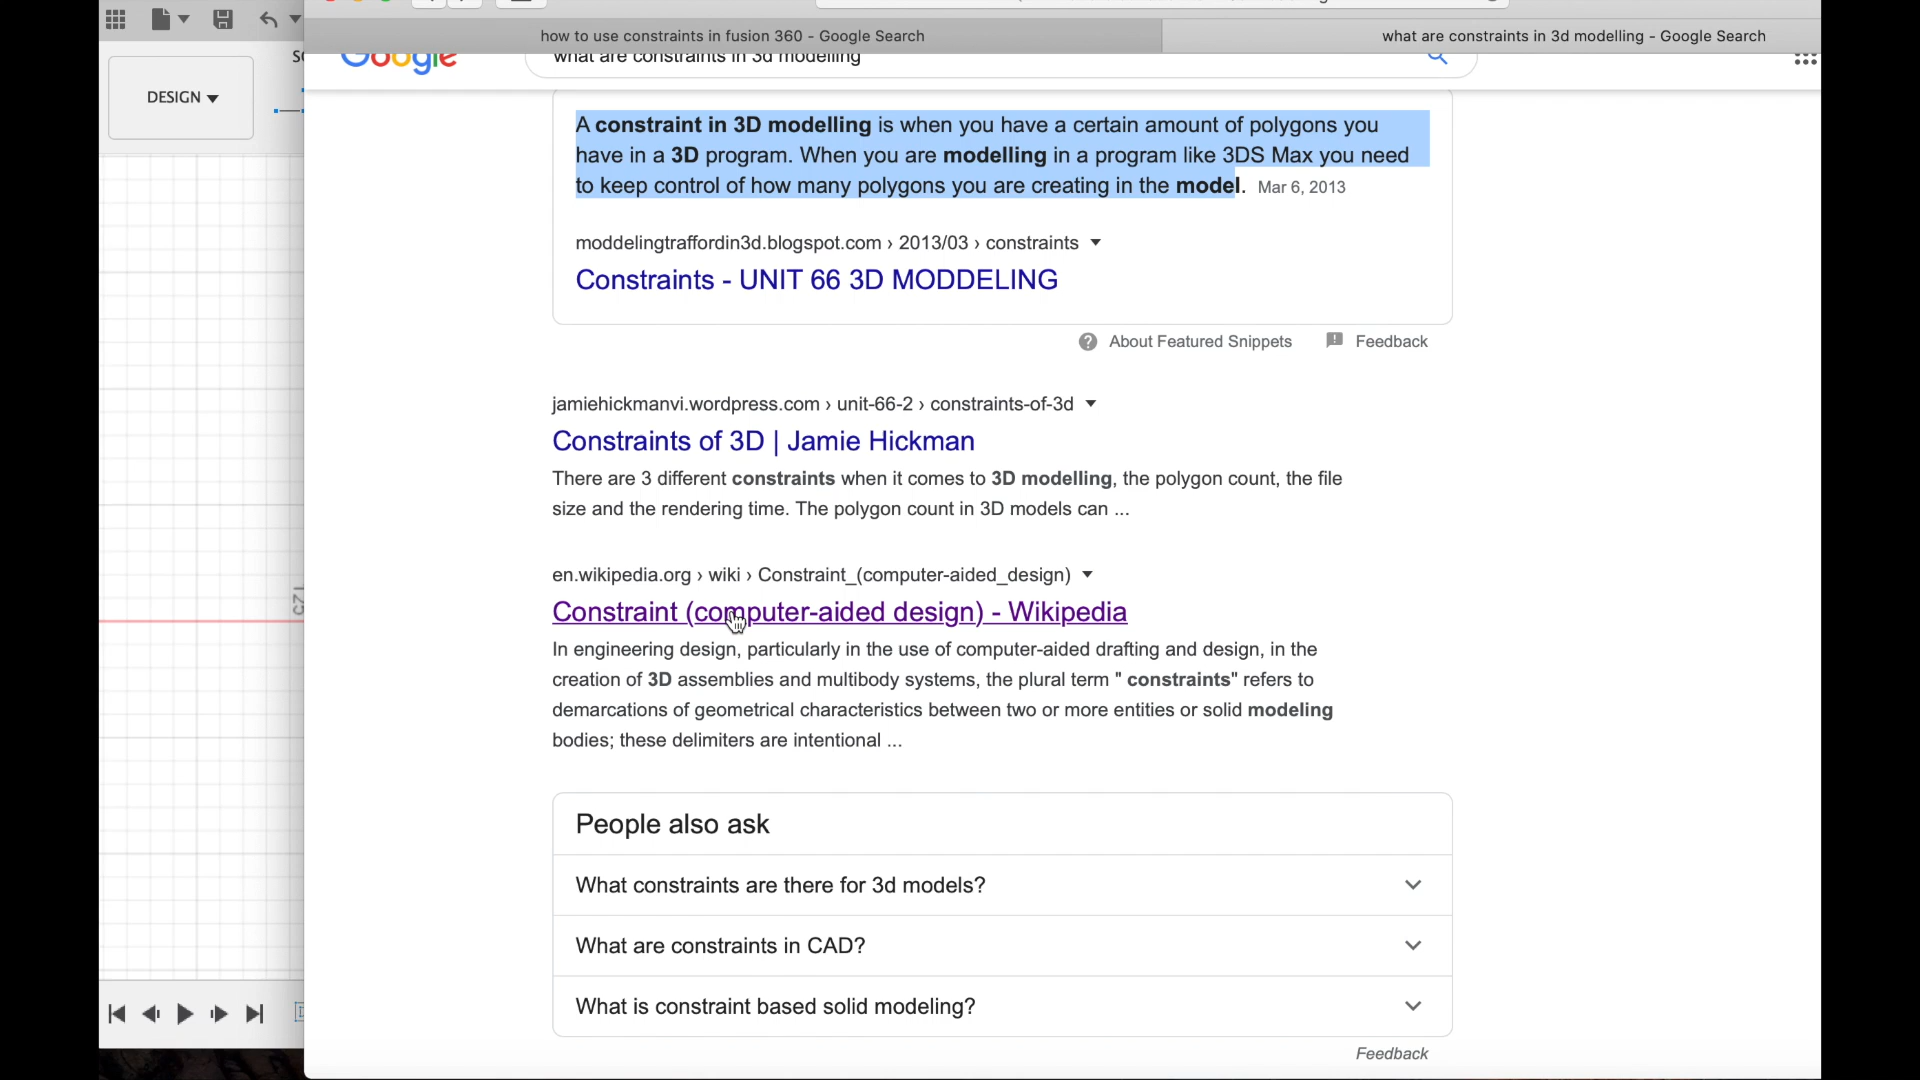 how to use constraints in fusion 360 - Google Search
what are constraints in 3d modelling - Google Search
Google
what are constraints in 3d modelling
DESIGN
A constraint in 3D modelling is when you have a certain amount of polygons you
have in a 3D program. When you are modelling in a program like 3DS Max you need
to keep control of how many polygons you are creating in the model. Mar 6, 2013
moddelingtraffordin3d.blogspot.com › 2013/03 › constraints
Constraints - UNIT 66 3D MODDELING
About Featured Snippets
Feedback
jamiehickmanvi.wordpress.com › unit-66-2 › constraints-of-3d
Constraints of 3D | Jamie Hickman
There are 3 different constraints when it comes to 3D modelling, the polygon count, the file
size and the rendering time. The polygon count in 3D models can ...
en.wikipedia.org › wiki › Constraint_(computer-aided_design)
Constraint (computer-aided design) - Wikipedia
In engineering design, particularly in the use of computer-aided drafting and design, in the
creation of 3D assemblies and multibody systems, the plural term " constraints" refers to
demarcations of geometrical characteristics between two or more entities or solid modeling
bodies; these delimiters are intentional ...
125
People also ask
What constraints are there for 3d models?
What are constraints in CAD?
What is constraint based solid modeling?
Feedback